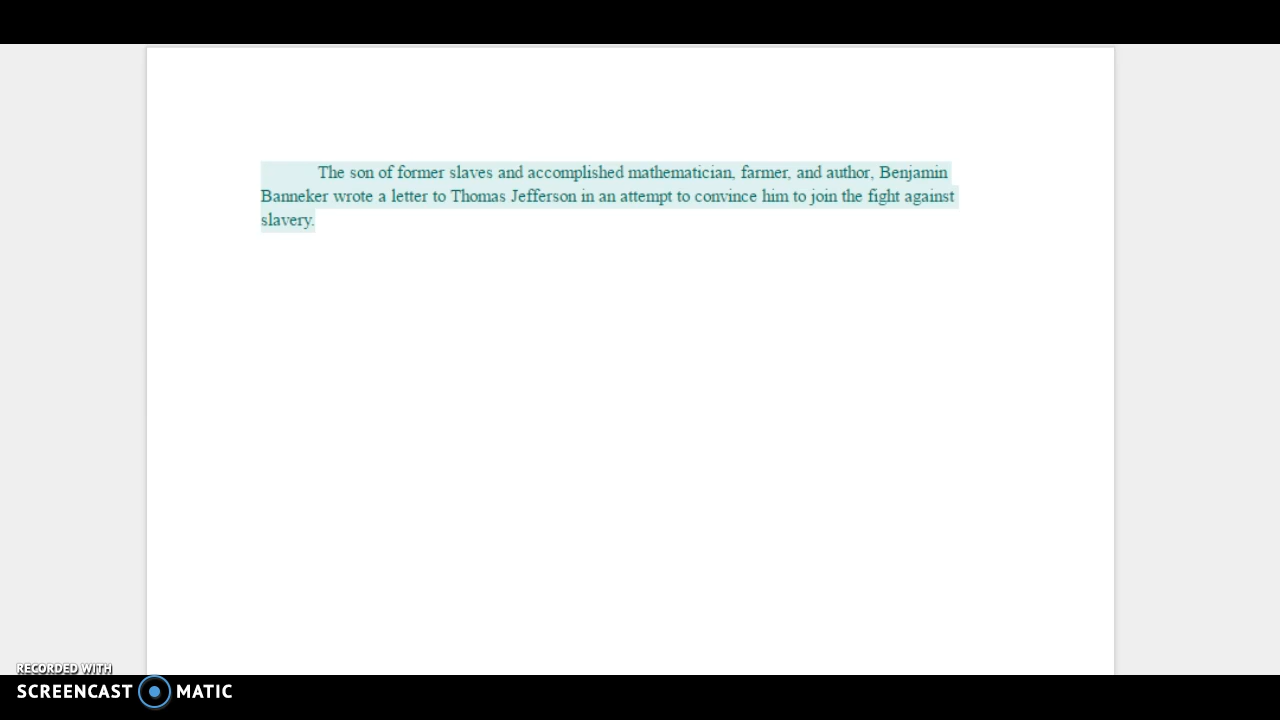 The son of former slaves and accomplished mathematician, farmer, and author, Benjamin
Banneker wrote a letter to Thomas Jefferson in an attempt to convince him to join the fight against
slavery.
RECORDED WITH
SCREENCAST MATIC